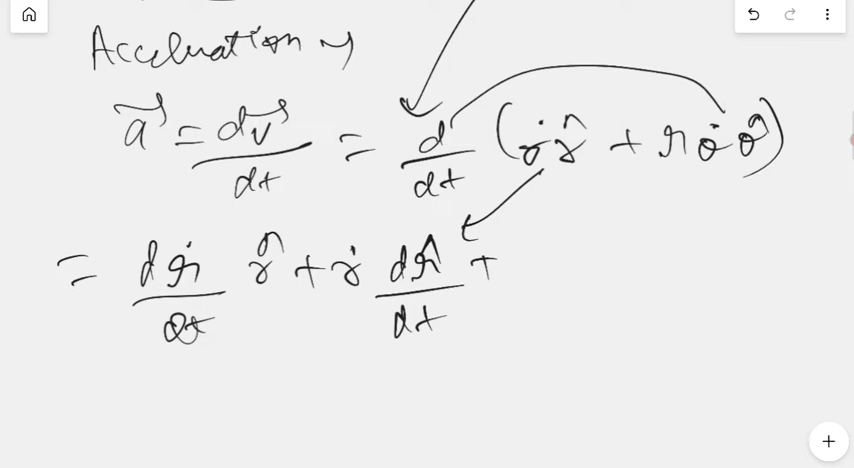 Acceleration
a⃗ = dv⃗/dt = d/dt (ṙ r̂ + r θ̇ θ̂)
= dṙ/dt r̂ + ṙ dr̂/dt +